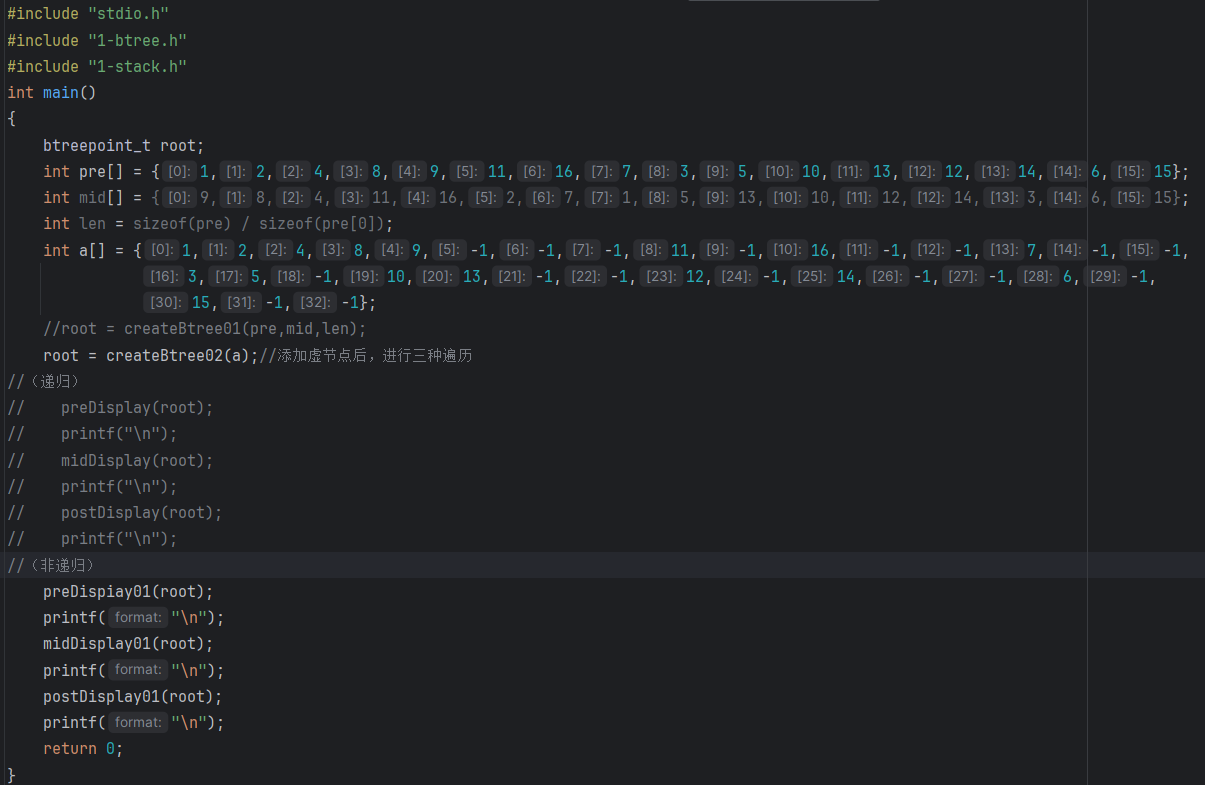 #include "stdio.h"
#include "1-btree.h"
#include "1-stack.h"
int main()
{
    btreepoint_t root;
    int pre[] = {[0]: 1, [1]: 2, [2]: 4, [3]: 8, [4]: 9, [5]: 11, [6]: 16, [7]: 7, [8]: 3, [9]: 5, [10]: 10, [11]: 13, [12]: 12, [13]: 14, [14]: 6, [15]: 15};
    int mid[] = {[0]: 9, [1]: 8, [2]: 4, [3]: 11, [4]: 16, [5]: 2, [6]: 7, [7]: 1, [8]: 5, [9]: 13, [10]: 10, [11]: 12, [12]: 14, [13]: 3, [14]: 6, [15]: 15};
    int len = sizeof(pre) / sizeof(pre[0]);
    int a[] = {[0]: 1, [1]: 2, [2]: 4, [3]: 8, [4]: 9, [5]: -1, [6]: -1, [7]: -1, [8]: 11, [9]: -1, [10]: 16, [11]: -1, [12]: -1, [13]: 7, [14]: -1, [15]: -1,
               [16]: 3, [17]: 5, [18]: -1, [19]: 10, [20]: 13, [21]: -1, [22]: -1, [23]: 12, [24]: -1, [25]: 14, [26]: -1, [27]: -1, [28]: 6, [29]: -1,
               [30]: 15, [31]: -1, [32]: -1};
    //root = createBtree01(pre,mid,len);
    root = createBtree02(a);//添加虚节点后，进行三种遍历
//（递归）
//    preDisplay(root);
//    printf("\n");
//    midDisplay(root);
//    printf("\n");
//    postDisplay(root);
//    printf("\n");
//（非递归）
    preDispiay01(root);
    printf( format: "\n");
    midDisplay01(root);
    printf( format: "\n");
    postDisplay01(root);
    printf( format: "\n");
    return 0;
}